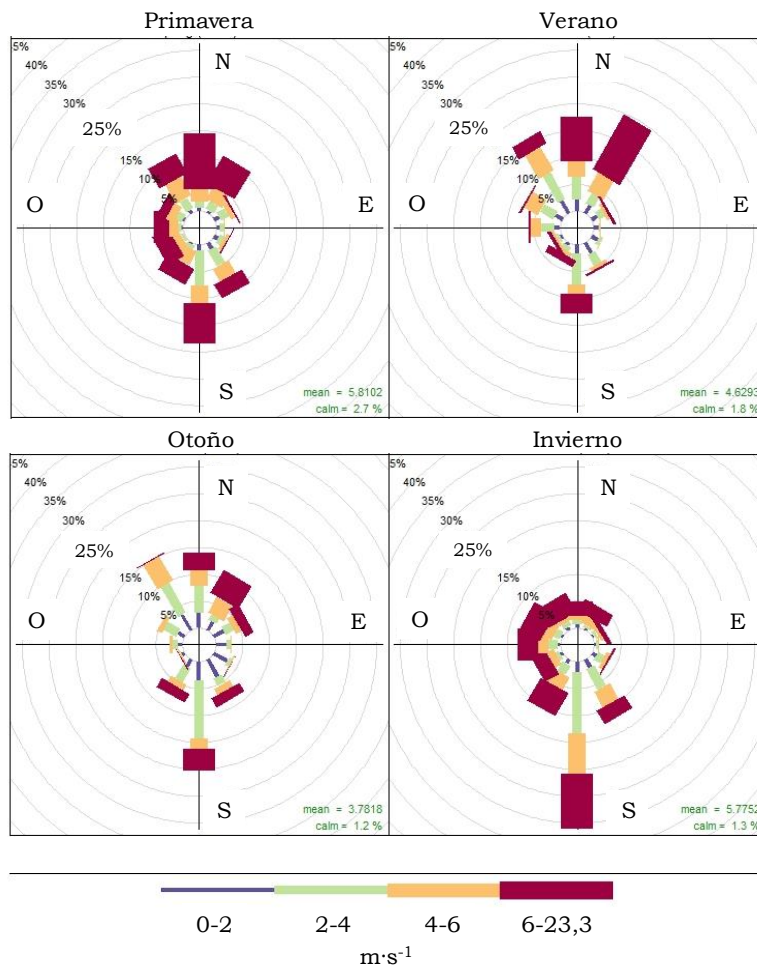 Primavera
5%
40%
35%
30%
25%
15%
10%
5%
N
O
E
S
mean = 5.8102
calm = 2.7 %
Verano
5%
40%
35%
30%
25%
15%
10%
5%
N
O
E
S
mean = 4.6293
calm = 1.8 %
Otoño
5%
40%
35%
30%
25%
15%
10%
5%
N
O
E
S
mean = 3.7818
calm = 1.2 %
Invierno
5%
40%
35%
30%
25%
15%
10%
5%
N
O
E
S
mean = 5.7752
calm = 1.3 %
0-2 2-4 4-6 6-23,3
m·s⁻¹